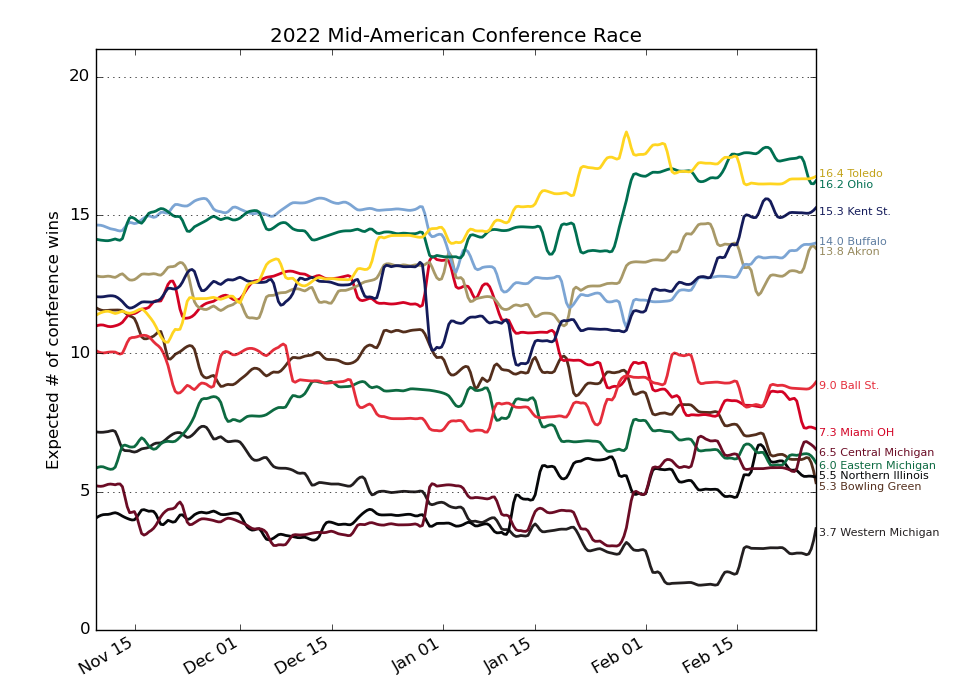 2022 Mid-American Conference Race
Expected # of conference wins
20
15
10
5
0
16.4 Toledo
16.2 Ohio
15.3 Kent St.
14.0 Buffalo
13.8 Akron
9.0 Ball St.
7.3 Miami OH
6.5 Central Michigan
6.0 Eastern Michigan
5.5 Northern Illinois
5.3 Bowling Green
3.7 Western Michigan
Nov 15
Dec 01
Dec 15
Jan 01
Jan 15
Feb 01
Feb 15